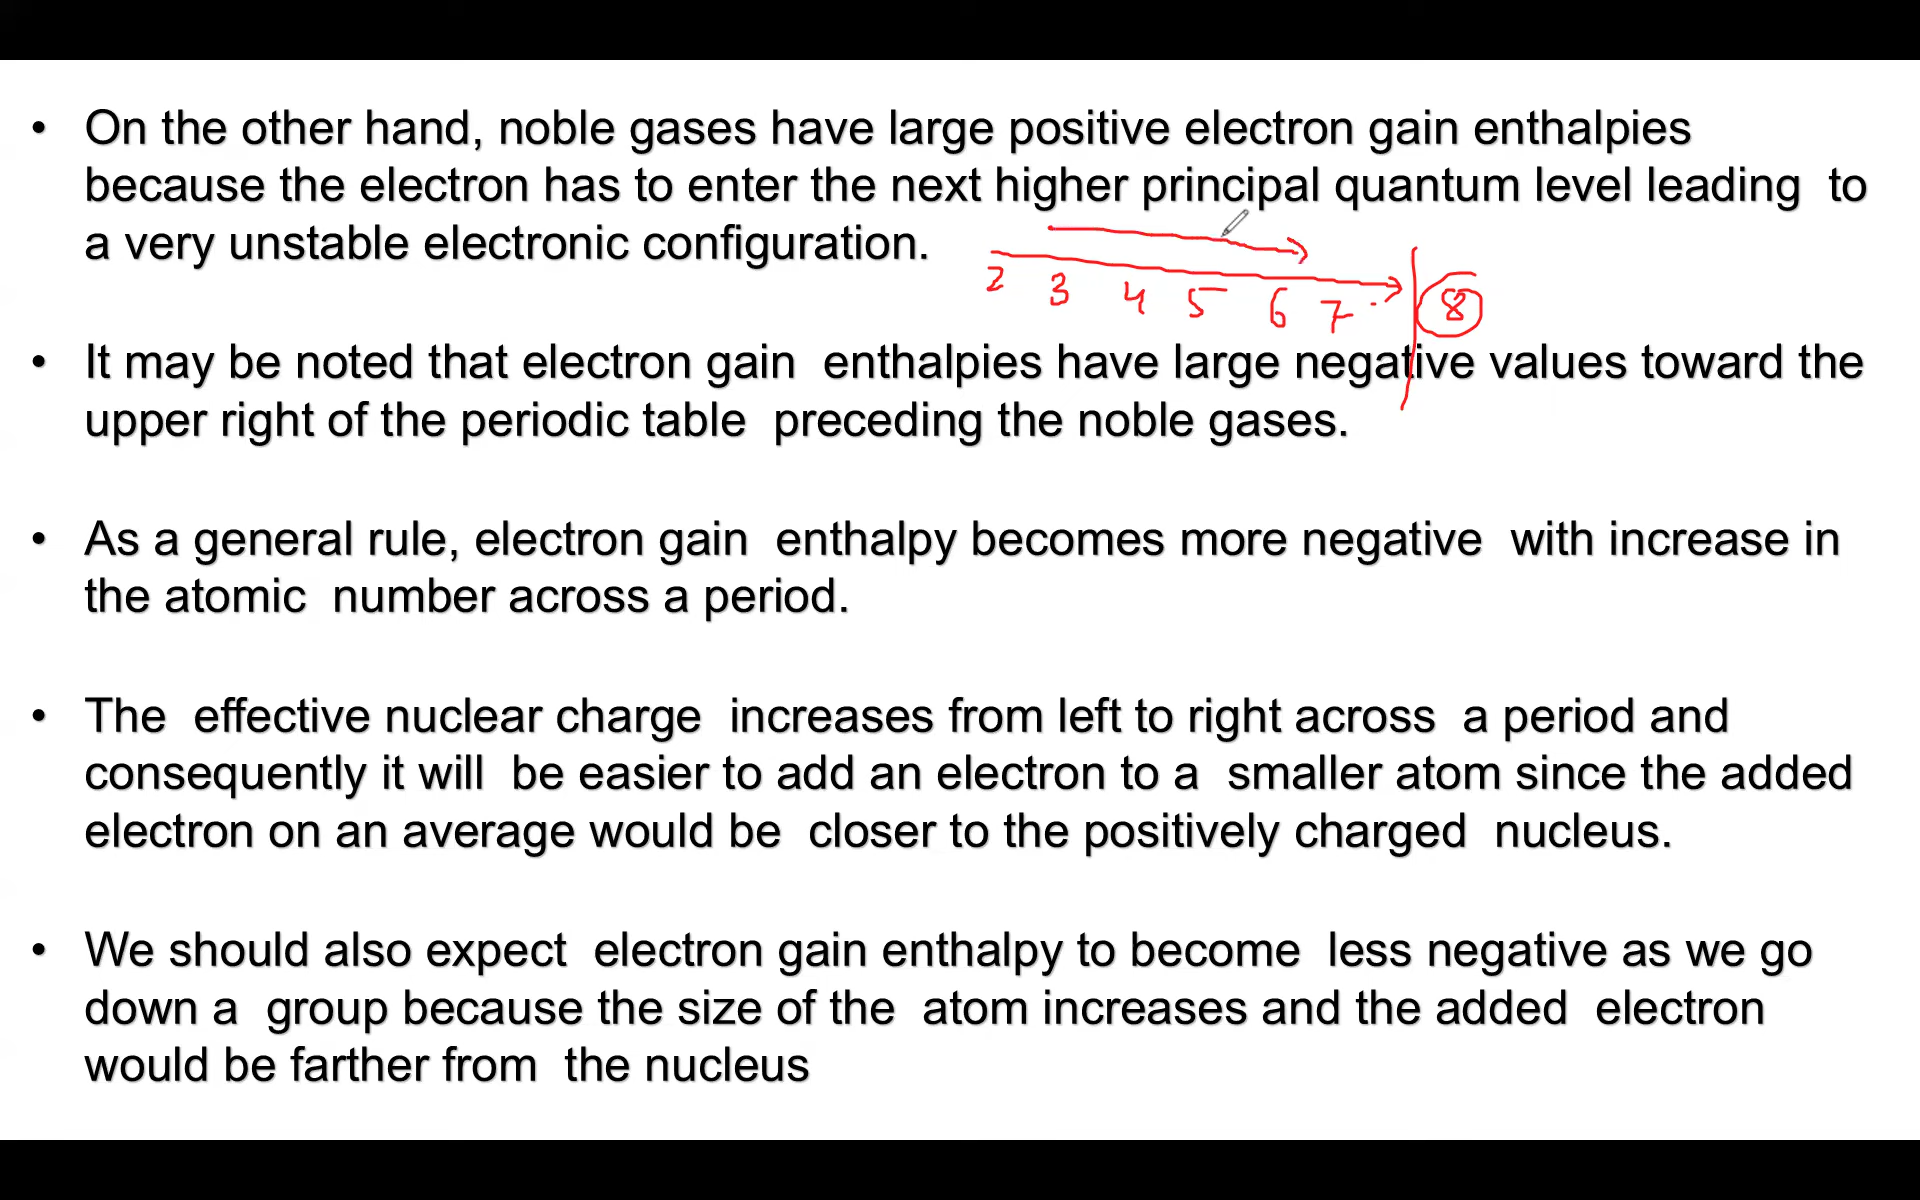 • On the other hand, noble gases have large positive electron gain enthalpies
because the electron has to enter the next higher principal quantum level leading to
a very unstable electronic configuration.
2 3 4 5 6 7 8
• It may be noted that electron gain enthalpies have large negative values toward the
upper right of the periodic table preceding the noble gases.
• As a general rule, electron gain enthalpy becomes more negative with increase in
the atomic number across a period.
• The effective nuclear charge increases from left to right across a period and
consequently it will be easier to add an electron to a smaller atom since the added
electron on an average would be closer to the positively charged nucleus.
• We should also expect electron gain enthalpy to become less negative as we go
down a group because the size of the atom increases and the added electron
would be farther from the nucleus